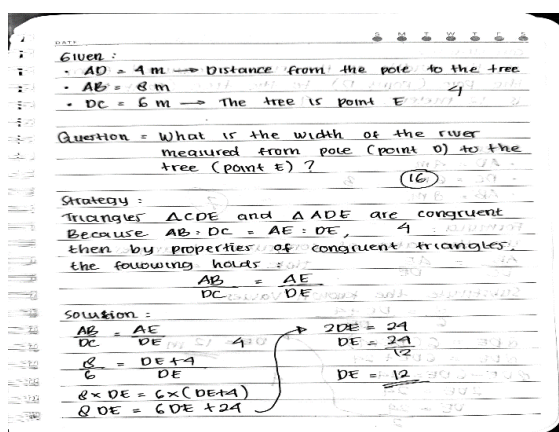 DATE
S M T W T F S
Given :
• AD = 4 m → Distance from the pole to the tree
• AB = 8 m
• DC = 6 m → The tree is point E
4
Question = What is the width of the river
measured from pole (point D) to the
tree (point E) ?
16
Strategy :
Triangles △CDE and △ADE are congruent
Because AB : DC = AE : DE, 4
then by properties of congruent triangles,
the following holds :
AB/DC = AE/DE
Solution :
AB/DC = AE/DE 4
8/6 = DE+4/DE
8 x DE = 6 x (DE+4)
8 DE = 6 DE + 24
2DE = 24
DE = 24/12
DE = 12